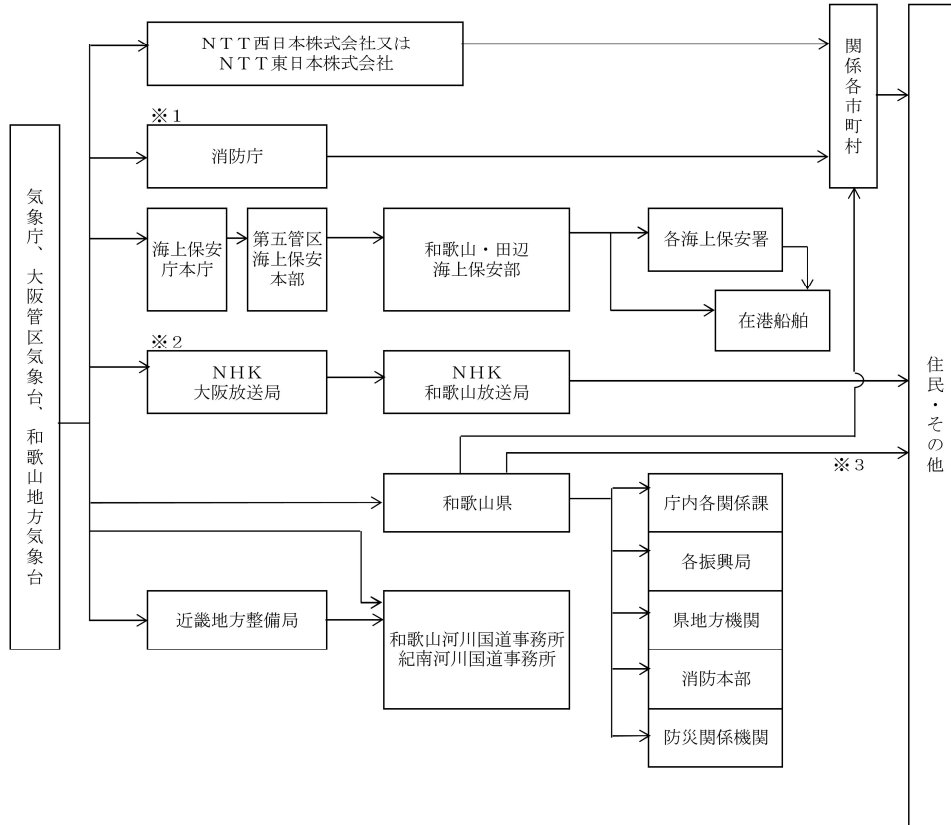 気象庁、大阪管区気象台、和歌山地方気象台
ＮＴＴ西日本株式会社又は
ＮＴＴ東日本株式会社
※１
消防庁
海上保安
庁本庁
第五管区
海上保安
本部
和歌山・田辺
海上保安部
各海上保安署
在港船舶
※２
ＮＨＫ
大阪放送局
ＮＨＫ
和歌山放送局
※３
和歌山県
庁内各関係課
各振興局
県地方機関
消防本部
防災関係機関
近畿地方整備局
和歌山河川国道事務所
紀南河川国道事務所
関係各市町村
住民・その他